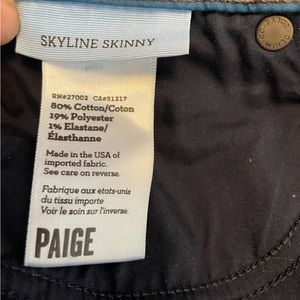 SKYLINE SKINNY
RN#27002 CA#51217
80% Cotton/Coton
19% Polyester
1% Elastane/
Élasthanne
Made in the USA of
imported fabric.
See care on reverse.
Fabrique aux etats-unis
du tissu importe
Voir le soin sur l'inverse.
PAIGE